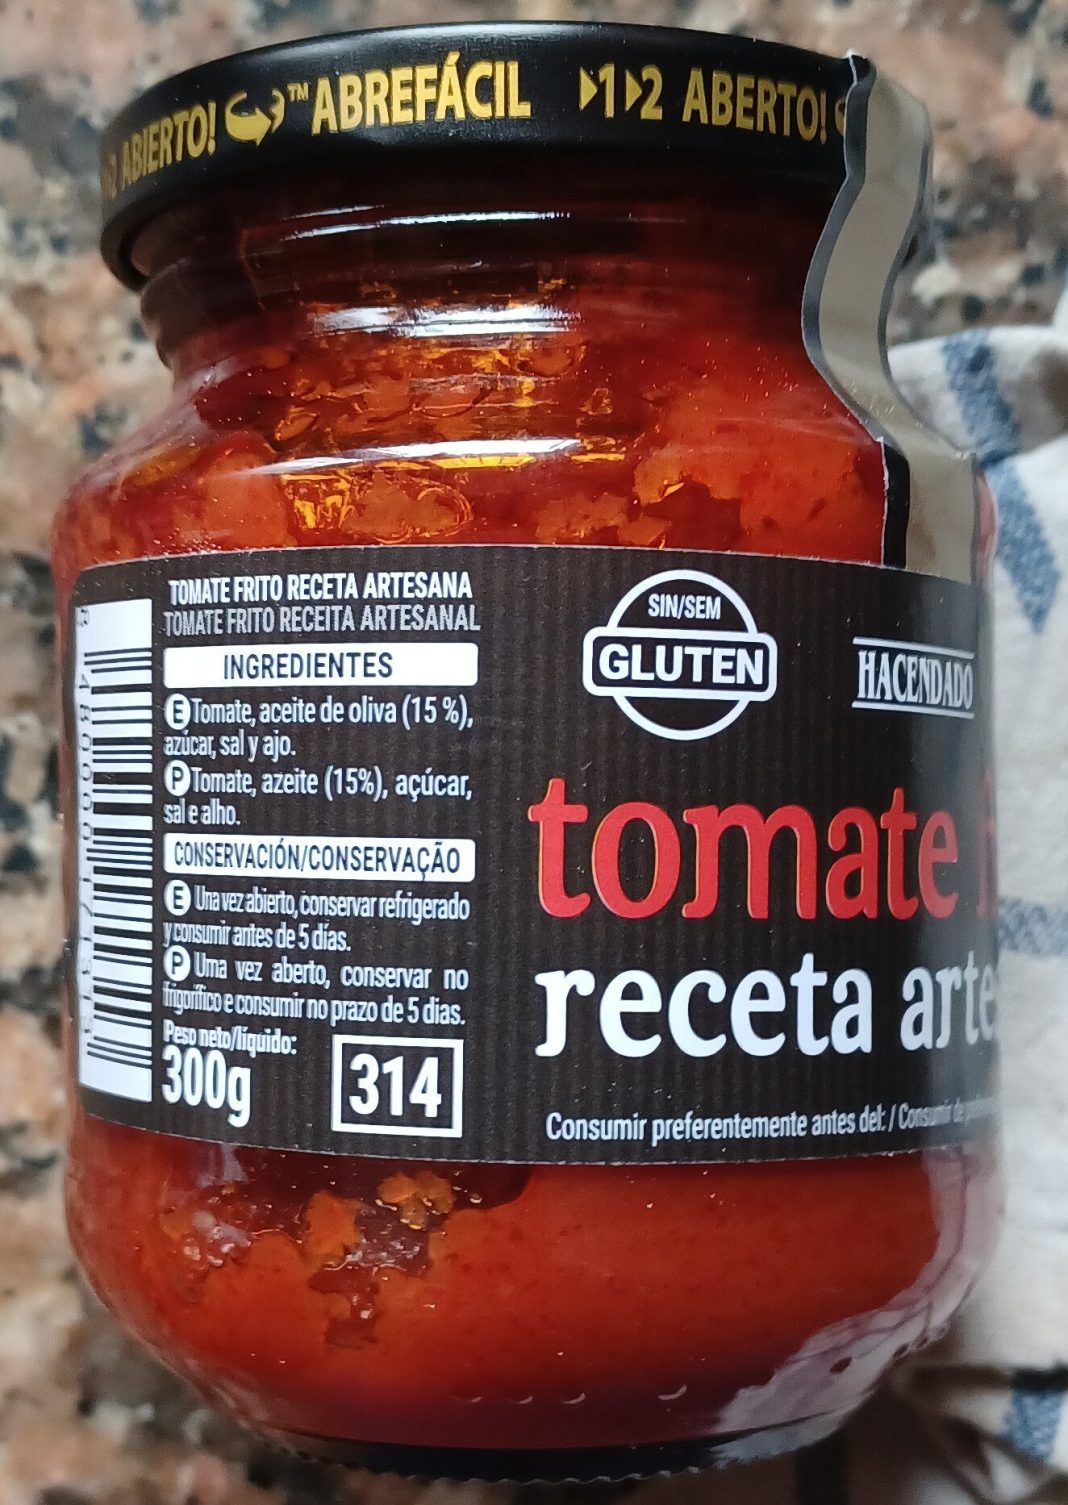 ABIERTO! ™ ABREFÁCIL 1 2 ABERTO!
TOMATE FRITO RECETA ARTESANA
TOMATE FRITO RECEITA ARTESANAL
INGREDIENTES
E Tomate, aceite de oliva (15 %),
azúcar, sal y ajo.
P Tomate, azeite (15%), açúcar,
sal e alho.
CONSERVACIÓN/CONSERVAÇÃO
E Una vez abierto, conservar refrigerado
y consumir antes de 5 días.
P Uma vez aberto, conservar no
frigorífico e consumir no prazo de 5 dias.
Peso neto/líquido:
300g
314
SIN/SEM
GLUTEN
HACENDADO
tomate
receta arte
Consumir preferentemente antes del: / Consumir de